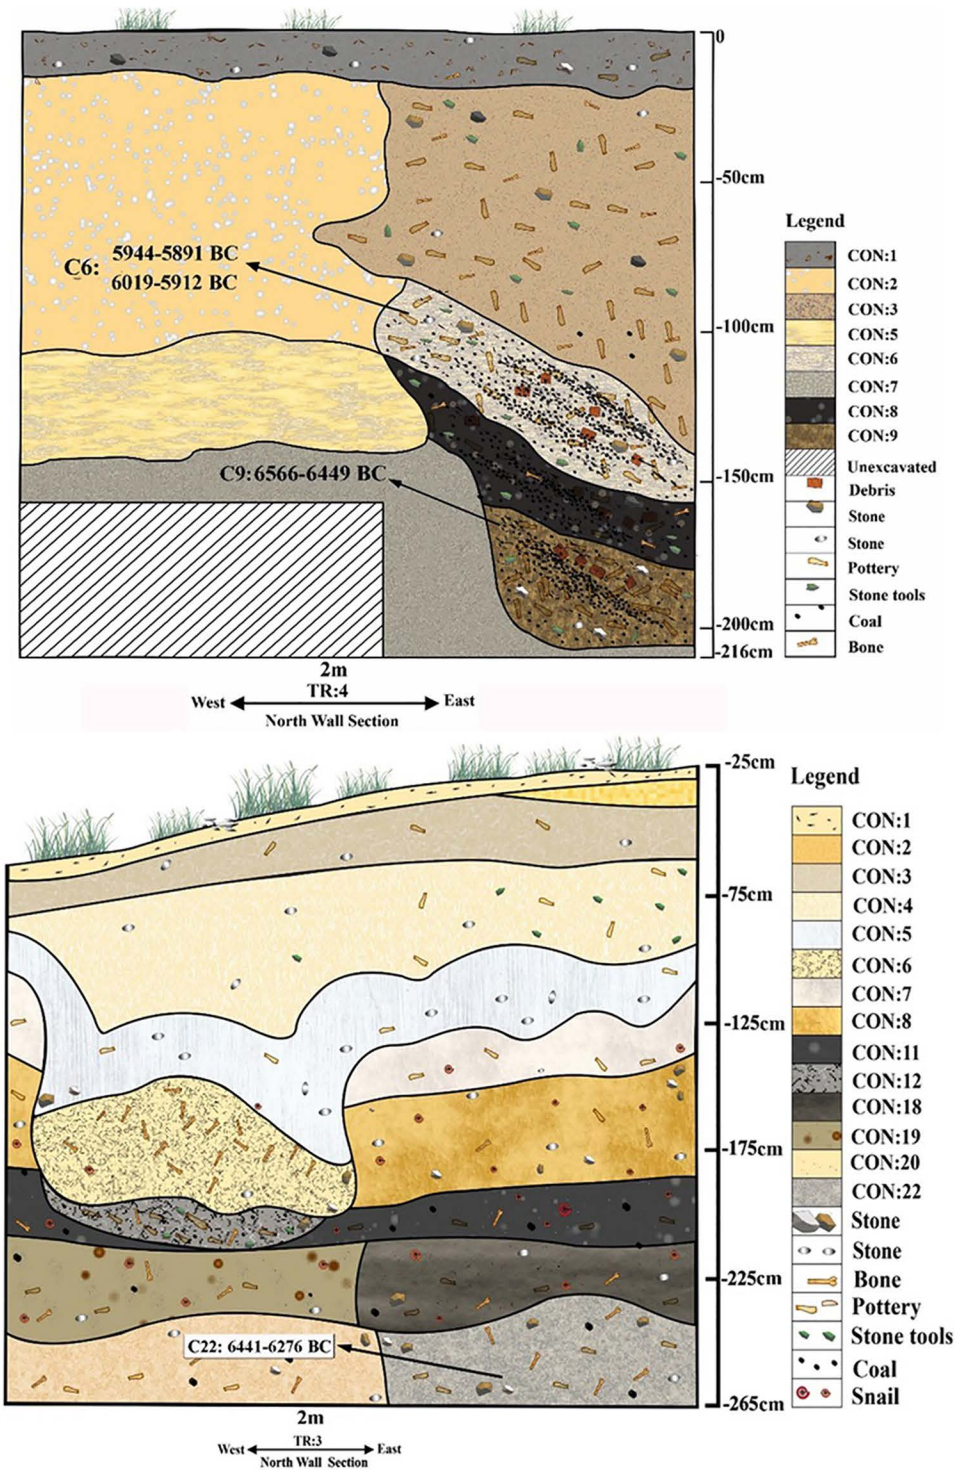 0
-50cm
-100cm
-150cm
-200cm
-216cm
5944-5891 BC
C6:
6019-5912 BC
C9:6566-6449 BC
2m
TR:4
West East
North Wall Section
Legend
CON:1
CON:2
CON:3
CON:5
CON:6
CON:7
CON:8
CON:9
Unexcavated
Debris
Stone
Stone
Pottery
Stone tools
Coal
Bone
-25cm
-75cm
-125cm
-175cm
-225cm
-265cm
C22: 6441-6276 BC
2m
TR:3
West East
North Wall Section
Legend
CON:1
CON:2
CON:3
CON:4
CON:5
CON:6
CON:7
CON:8
CON:11
CON:12
CON:18
CON:19
CON:20
CON:22
Stone
Stone
Bone
Pottery
Stone tools
Coal
Snail